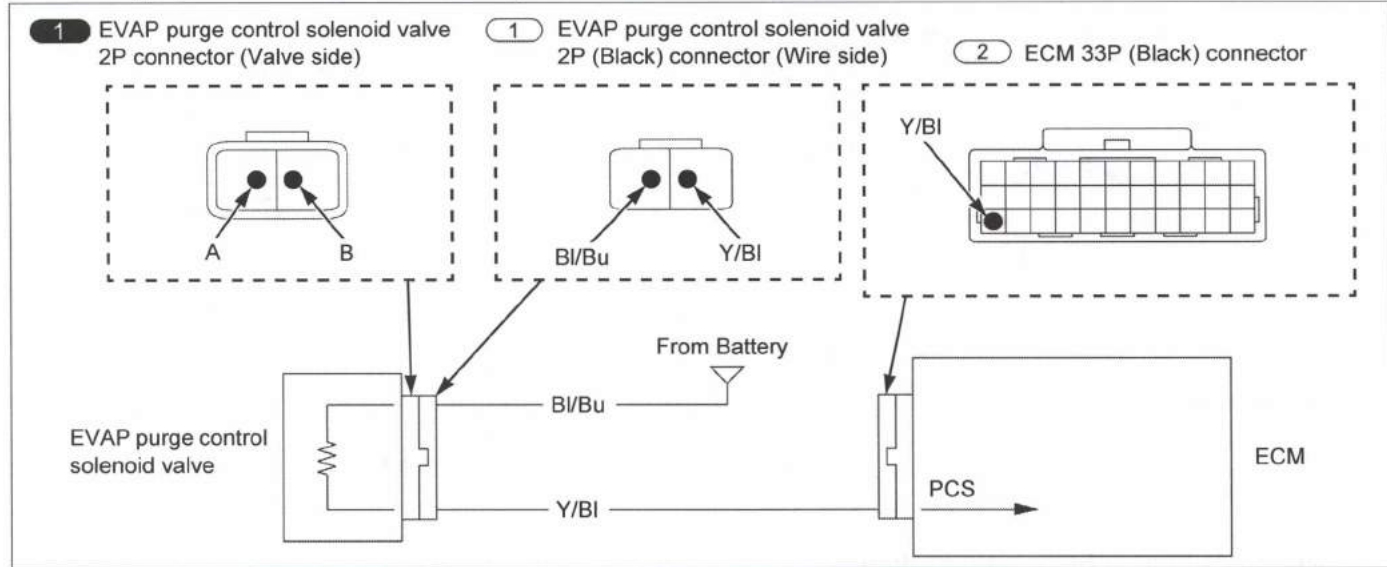 1 EVAP purge control solenoid valve
2P connector (Valve side)
1 EVAP purge control solenoid valve
2P (Black) connector (Wire side)
2 ECM 33P (Black) connector
A
B
Bl/Bu
Y/Bl
Y/Bl
From Battery
Bl/Bu
EVAP purge control
solenoid valve
Y/Bl
PCS
ECM